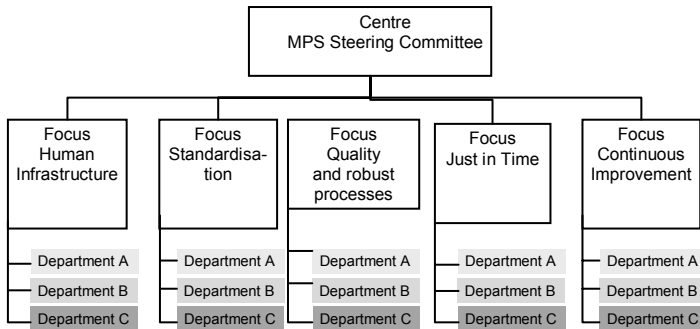 Centre
MPS Steering Committee
Focus
Human
Infrastructure
Focus
Standardisa-
tion
Focus
Quality
and robust
processes
Focus
Just in Time
Focus
Continuous
Improvement
Department A
Department B
Department C
Department A
Department B
Department C
Department A
Department B
Department C
Department A
Department B
Department C
Department A
Department B
Department C